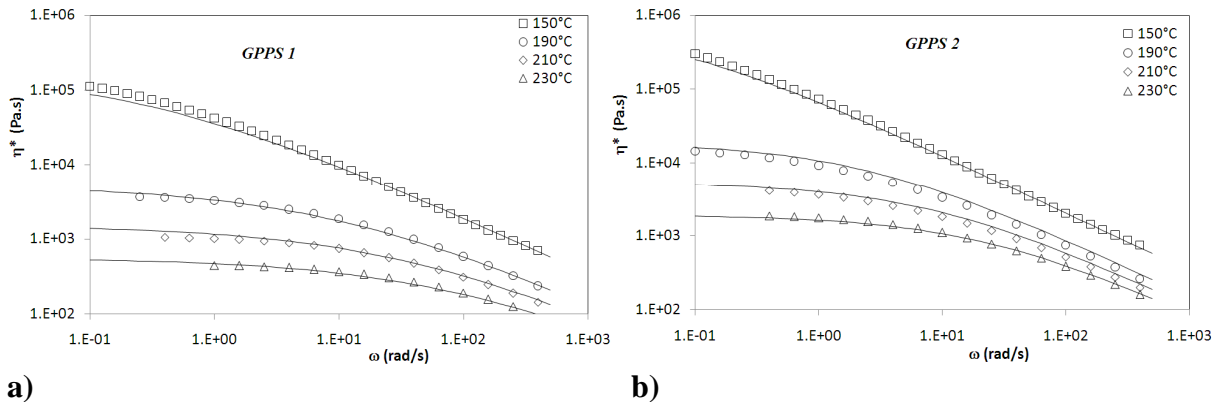 1.E+06
1.E+05
1.E+04
1.E+03
1.E+02
η* (Pa.s)
GPPS 1
150°C
190°C
210°C
230°C
1.E-01
1.E+00
1.E+01
1.E+02
1.E+03
ω (rad/s)
a)
1.E+06
1.E+05
1.E+04
1.E+03
1.E+02
η* (Pa.s)
GPPS 2
150°C
190°C
210°C
230°C
1.E-01
1.E+00
1.E+01
1.E+02
1.E+03
ω (rad/s)
b)